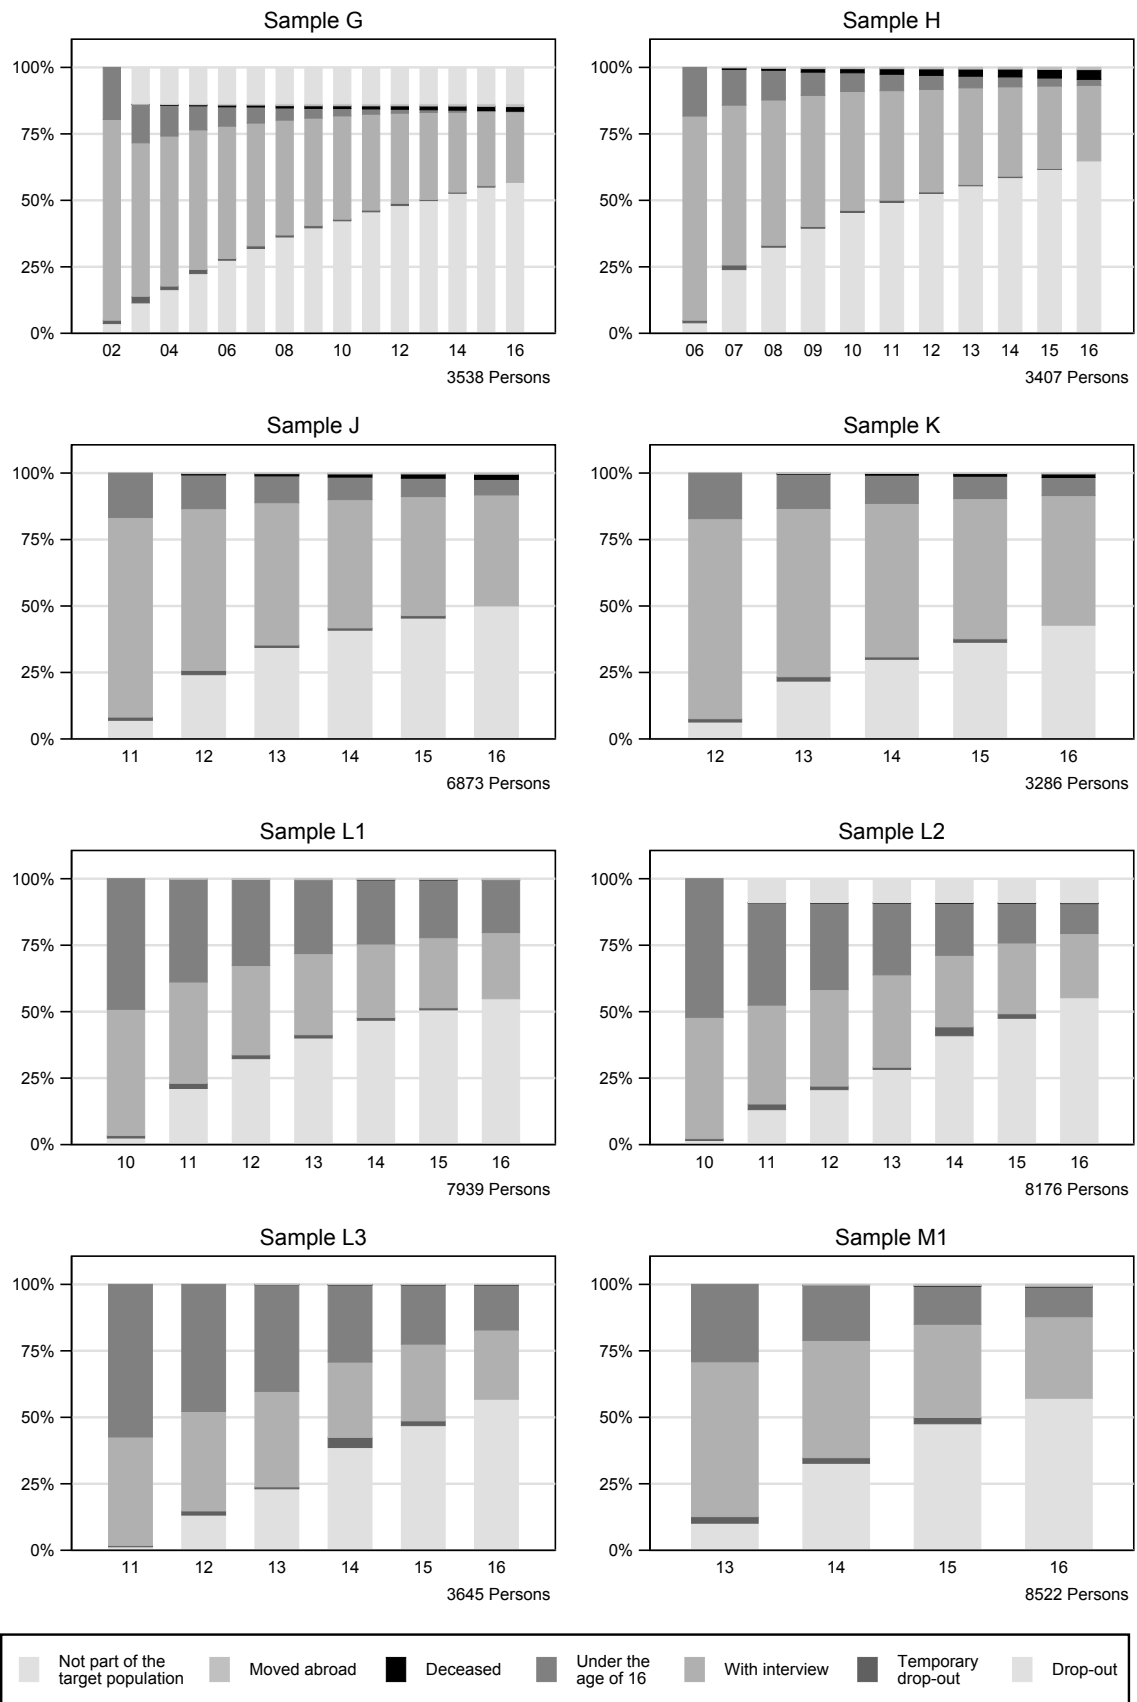 Sample G
100%
75%
50%
25%
0%
02 04 06 08 10 12 14 16
3538 Persons
Sample H
100%
75%
50%
25%
0%
06 07 08 09 10 11 12 13 14 15 16
3407 Persons
Sample J
100%
75%
50%
25%
0%
11 12 13 14 15 16
6873 Persons
Sample K
100%
75%
50%
25%
0%
12 13 14 15 16
3286 Persons
Sample L1
100%
75%
50%
25%
0%
10 11 12 13 14 15 16
7939 Persons
Sample L2
100%
75%
50%
25%
0%
10 11 12 13 14 15 16
8176 Persons
Sample L3
100%
75%
50%
25%
0%
11 12 13 14 15 16
3645 Persons
Sample M1
100%
75%
50%
25%
0%
13 14 15 16
8522 Persons
Not part of the
target population
Moved abroad
Deceased
Under the
age of 16
With interview
Temporary
drop-out
Drop-out